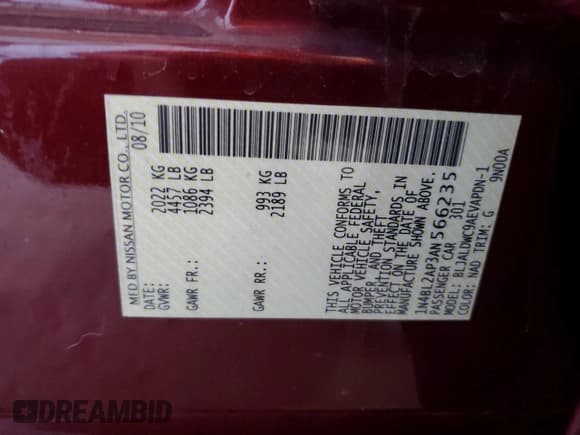 MFD BY NISSAN MOTOR CO., LTD.
DATE: 08/10
GVWR: 2022 KG
4457 LB
GAWR FR.: 1086 KG
2394 LB
GAWR RR.: 993 KG
2189 LB
THIS VEHICLE CONFORMS TO
ALL APPLICABLE FEDERAL
MOTOR VEHICLE SAFETY,
BUMPER, AND THEFT
PREVENTION STANDARDS IN
EFFECT ON THE DATE OF
MANUFACTURE SHOWN ABOVE.
1N4BL2AP3AN566235
PASSENGER CAR 301
MODEL: BLJALDWC9AEVAPDN-1
COLOR: NAD TRIM: G 9N00A
DREAMBID